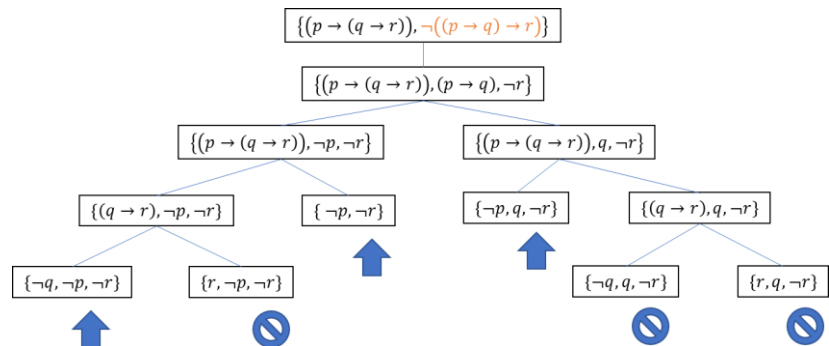 {(p → (q → r)), ¬((p → q) → r)}
{(p → (q → r)), (p → q), ¬r}
{(p → (q → r)), ¬p, ¬r}
{(p → (q → r)), q, ¬r}
{(q → r), ¬p, ¬r}
{ ¬p, ¬r}
{¬p, q, ¬r}
{(q → r), q, ¬r}
{¬q, ¬p, ¬r}
{r, ¬p, ¬r}
{¬q, q, ¬r}
{r, q, ¬r}